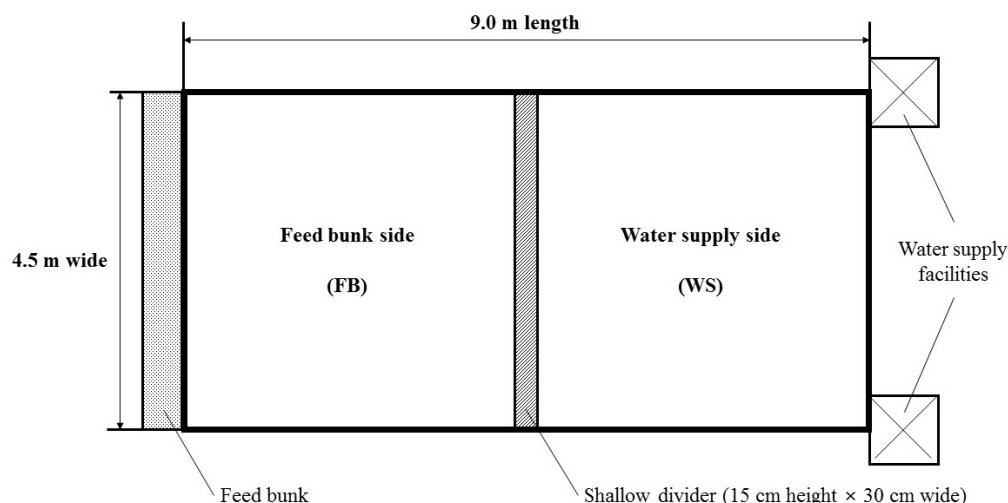 9.0 m length
4.5 m wide
Feed bunk side
(FB)
Water supply side
(WS)
Water supply
facilities
Feed bunk
Shallow divider (15 cm height × 30 cm wide)